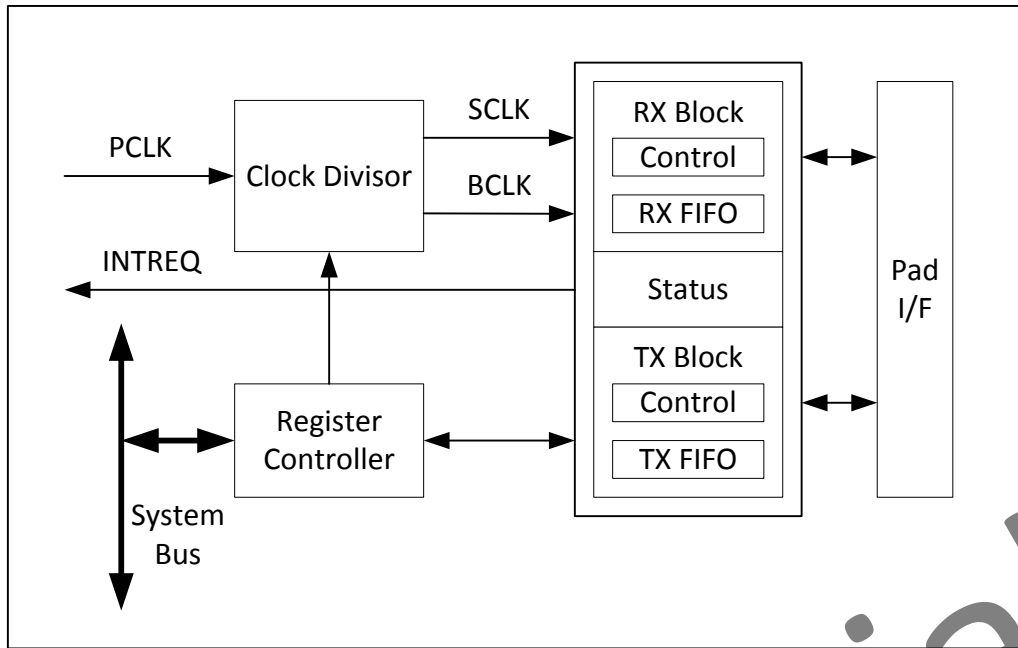 PCLK
Clock Divisor
SCLK
BCLK
INTREQ
RX Block
Control
RX FIFO
Status
TX Block
Control
TX FIFO
Pad
I/F
Register
Controller
System
Bus